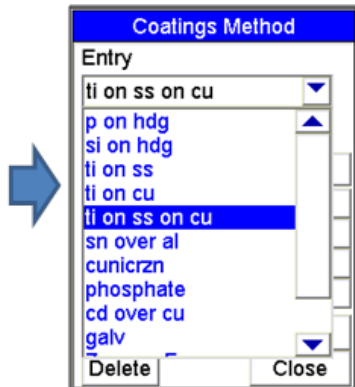 Coatings Method
Entry
ti on ss on cu
p on hdg
si on hdg
ti on ss
ti on cu
ti on ss on cu
sn over al
cunicrzn
phosphate
cd over cu
galv
Delete
Close